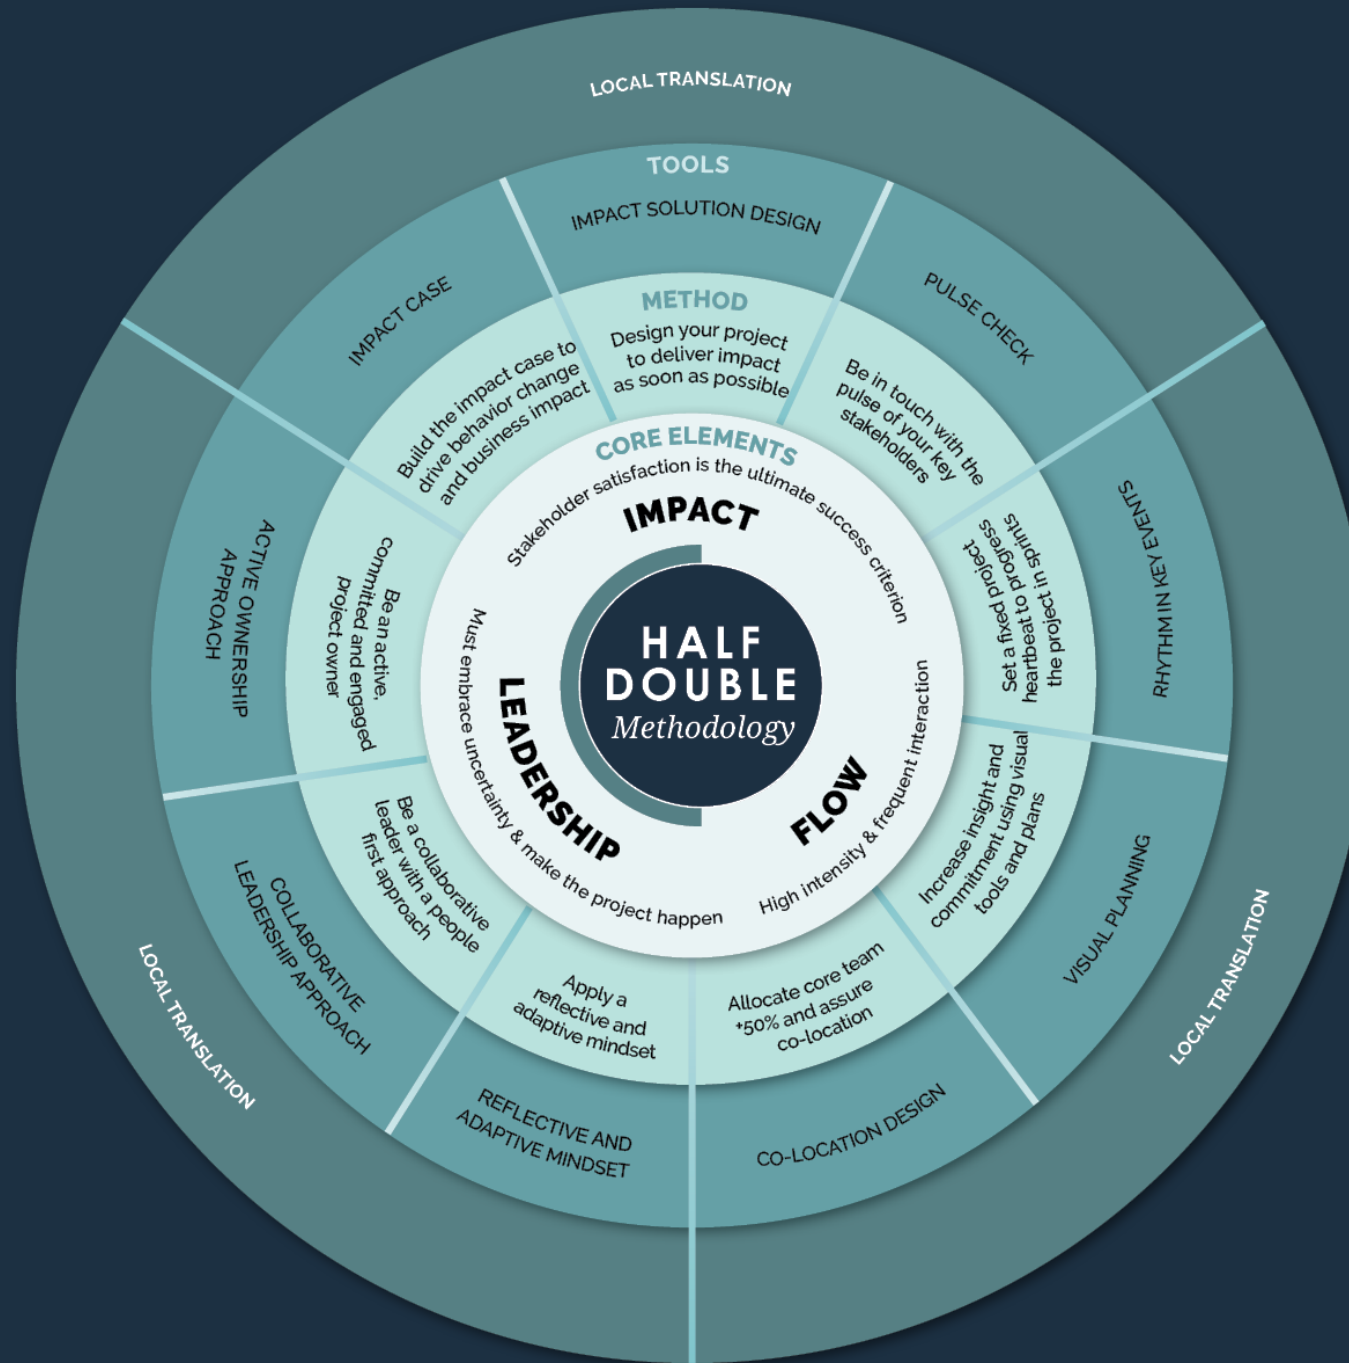 LOCAL TRANSLATION
TOOLS
IMPACT SOLUTION DESIGN
PULSE CHECK
RHYTHM IN KEY EVENTS
VISUAL PLANNING
CO-LOCATION DESIGN
REFLECTIVE AND
ADAPTIVE MINDSET
COLLABORATIVE
LEADERSHIP APPROACH
ACTIVE OWNERSHIP
APPROACH
IMPACT CASE
METHOD
Design your project
to deliver impact
as soon as possible
Be in touch with the
pulse of your key
stakeholders
Set a fixed project
heartbeat to progress
the project in sprints
Increase insight and
commitment using visual
tools and plans
Allocate core team
+50% and assure
co-location
Apply a
reflective and
adaptive mindset
Be a collaborative
leader with a people
first approach
Be an active,
committed and engaged
project owner
Build the impact case to
drive behavior change
and business impact
CORE ELEMENTS
Stakeholder satisfaction is the ultimate success criterion
IMPACT
High intensity & frequent interaction
FLOW
Must embrace uncertainty & make the project happen
LEADERSHIP
HALF
DOUBLE
Methodology
LOCAL TRANSLATION
LOCAL TRANSLATION